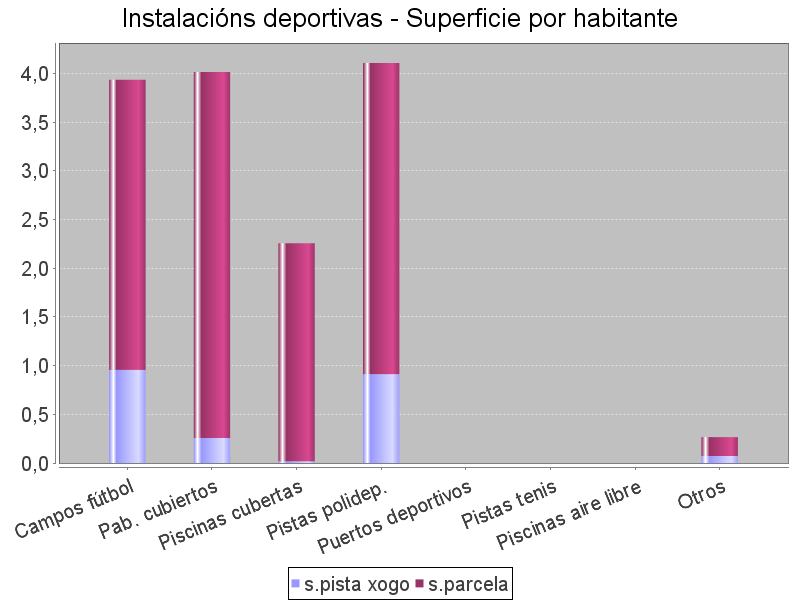 Instalacións deportivas - Superficie por habitante
4,0
3,5
3,0
2,5
2,0
1,5
1,0
0,5
0,0
Campos fútbol
Pab. cubiertos
Piscinas cubertas
Pistas polidep.
Puertos deportivos
Pistas tenis
Piscinas aire libre
Otros
s.pista xogo s.parcela